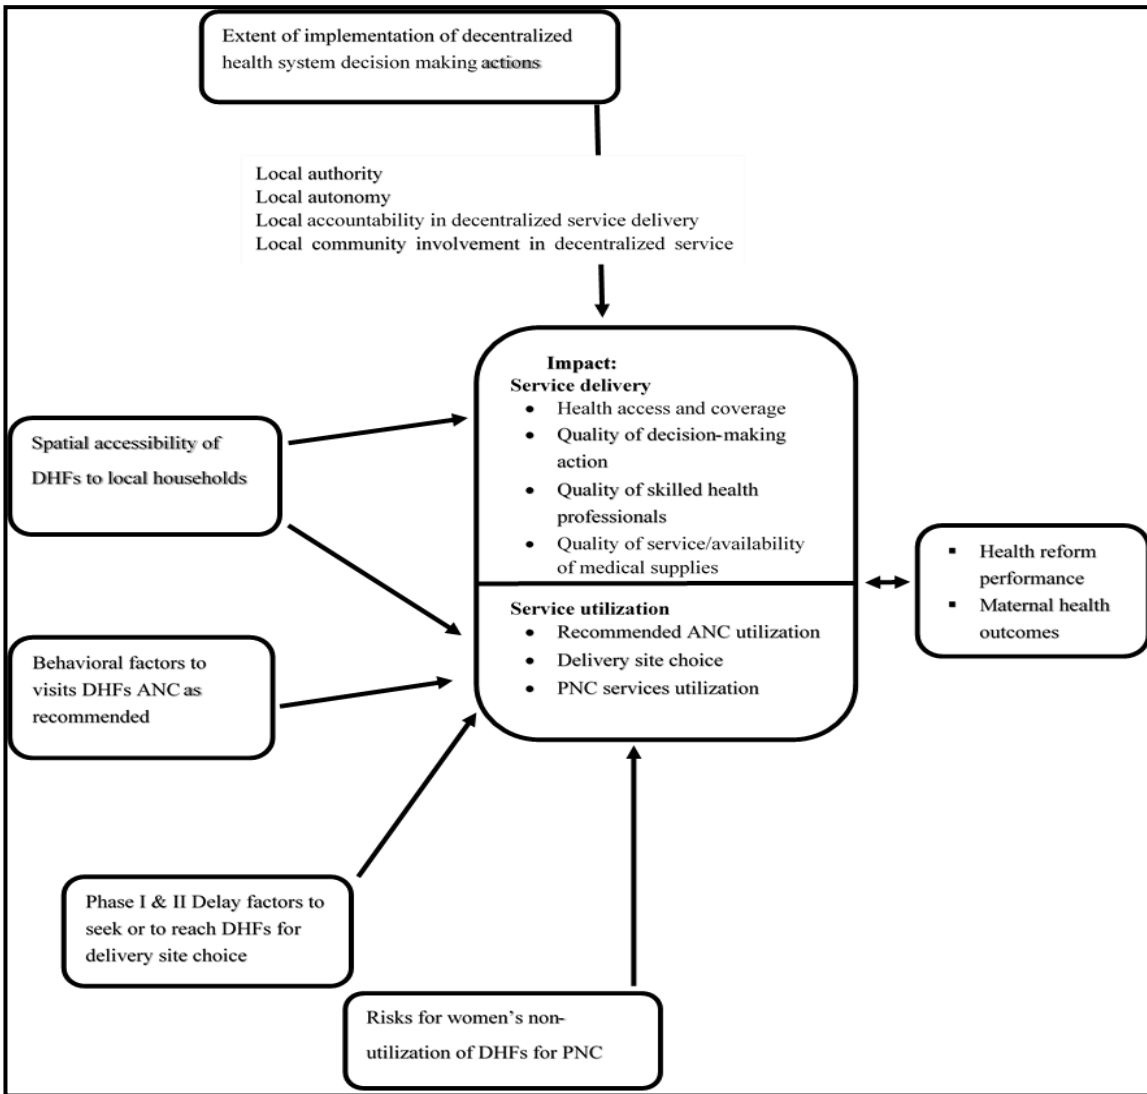 Extent of implementation of decentralized
health system decision making actions
Local authority
Local autonomy
Local accountability in decentralized service delivery
Local community involvement in decentralized service
Impact:
Service delivery
• Health access and coverage
• Quality of decision-making
action
• Quality of skilled health
professionals
• Quality of service/availability
of medical supplies
Service utilization
• Recommended ANC utilization
• Delivery site choice
• PNC services utilization
Spatial accessibility of
DHFs to local households
Behavioral factors to
visits DHFs ANC as
recommended
Phase I & II Delay factors to
seek or to reach DHFs for
delivery site choice
Risks for women's non-
utilization of DHFs for PNC
▪ Health reform
performance
▪ Maternal health
outcomes